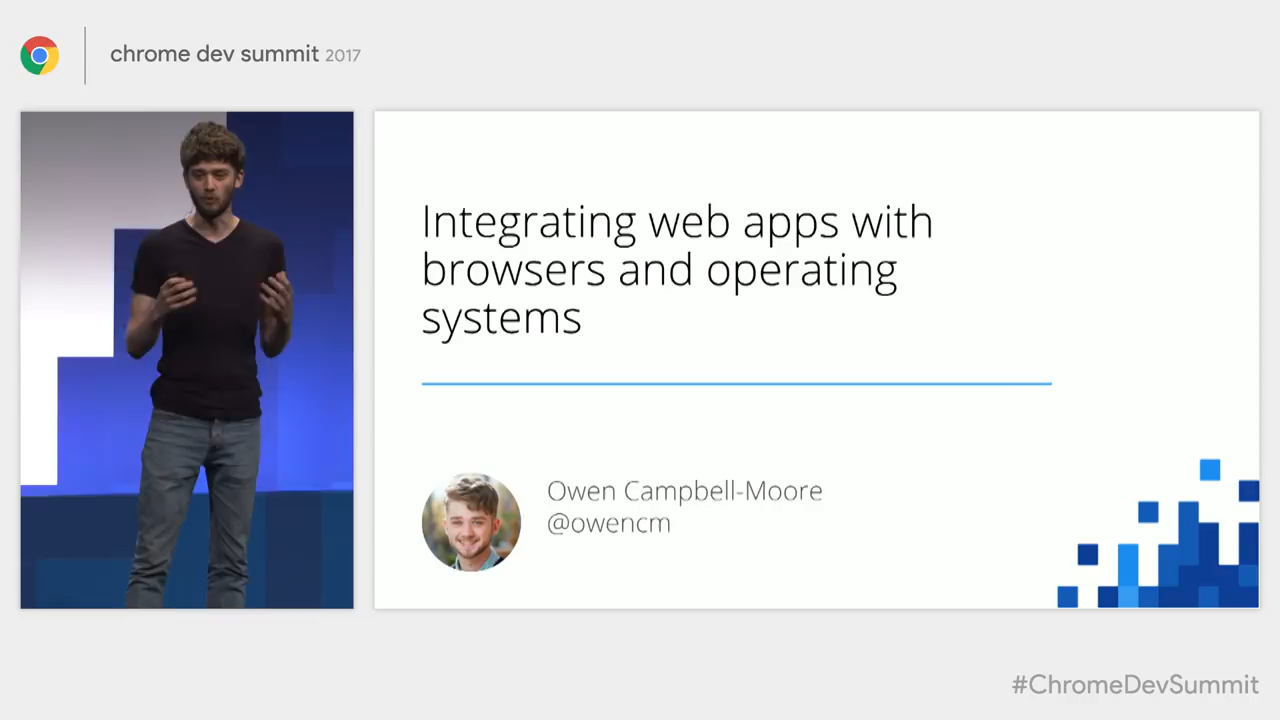 chrome dev summit 2017
Integrating web apps with
browsers and operating
systems
Owen Campbell-Moore
@owencm
#ChromeDevSummit